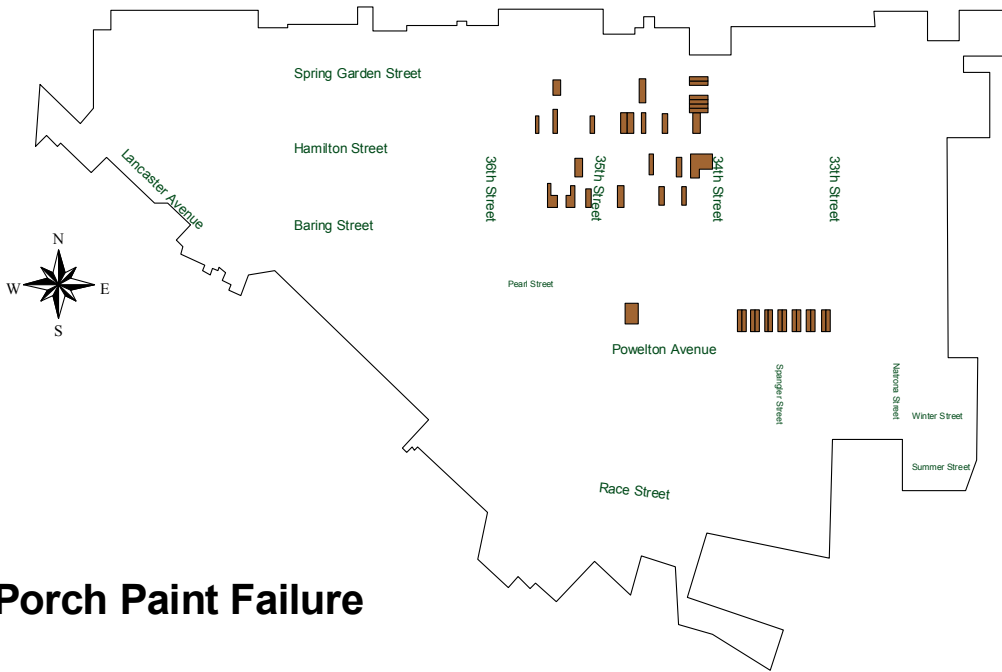 Spring Garden Street
Hamilton Street
Lancaster Avenue
36th Street
35th Street
34th Street
33th Street
Baring Street
N
W E
S
Pearl Street
Powelton Avenue
Spangler Street
Natrona Street
Winter Street
Summer Street
Race Street
Porch Paint Failure